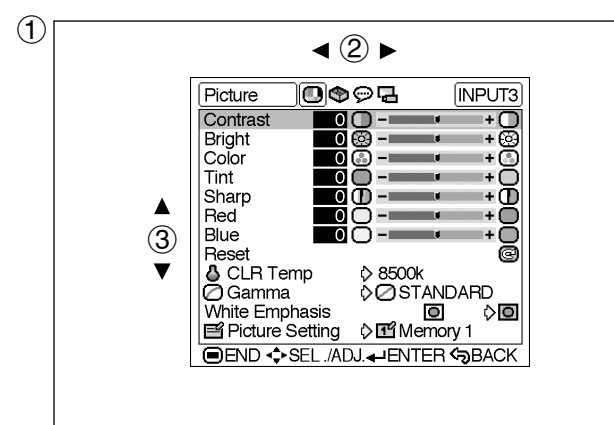 ①
◄ ② ►
Picture INPUT3
Contrast 0 - +
Bright 0 - +
Color 0 - +
Tint 0 - +
Sharp 0 - +
Red 0 - +
Blue 0 - +
Reset
▲
③
▼
CLR Temp 8500k
Gamma STANDARD
White Emphasis
Picture Setting 1 Memory 1
END SEL./ADJ. ENTER BACK